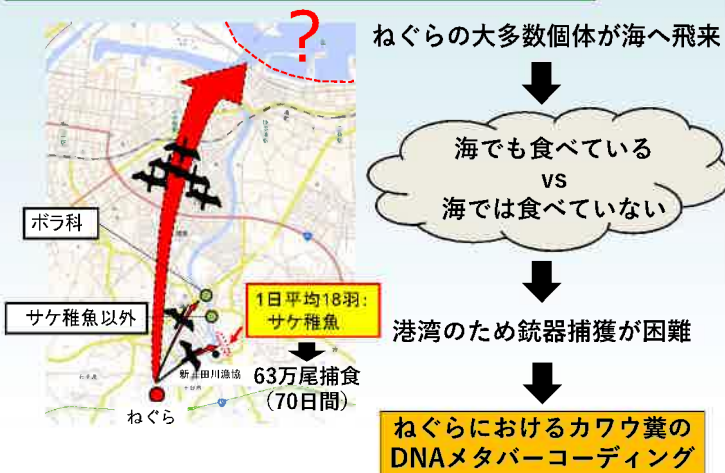 ?
ねぐらの大多数個体が海へ飛来
海でも食べている
vs
海では食べていない
ボラ科
サケ稚魚以外
1日平均18羽:
サケ稚魚
新井田川漁協
63万尾捕食
(70日間)
ねぐら
港湾のため銃器捕獲が困難
ねぐらにおけるカワウ糞の
DNAメタバーコーディング